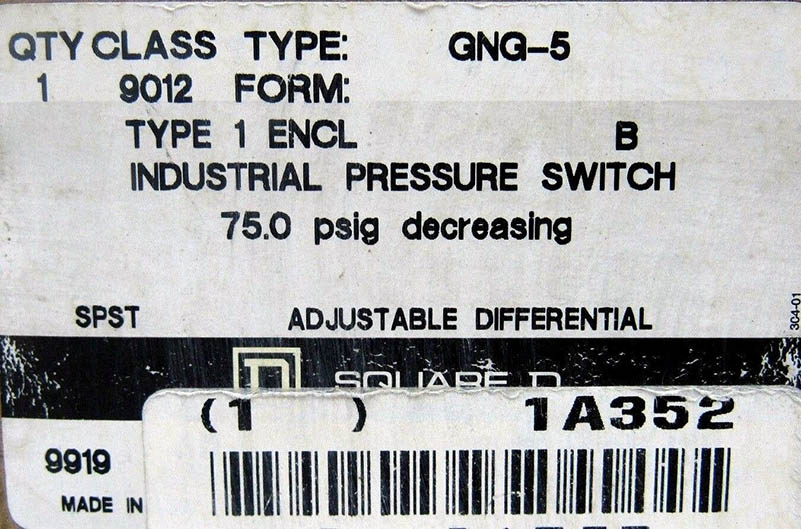 QTY CLASS TYPE: GNG-5
1 9012 FORM:
TYPE 1 ENCL B
INDUSTRIAL PRESSURE SWITCH
75.0 psig decreasing
SPST ADJUSTABLE DIFFERENTIAL
304-01
D SQUARE D
(1 ) 1A352
9919
MADE IN